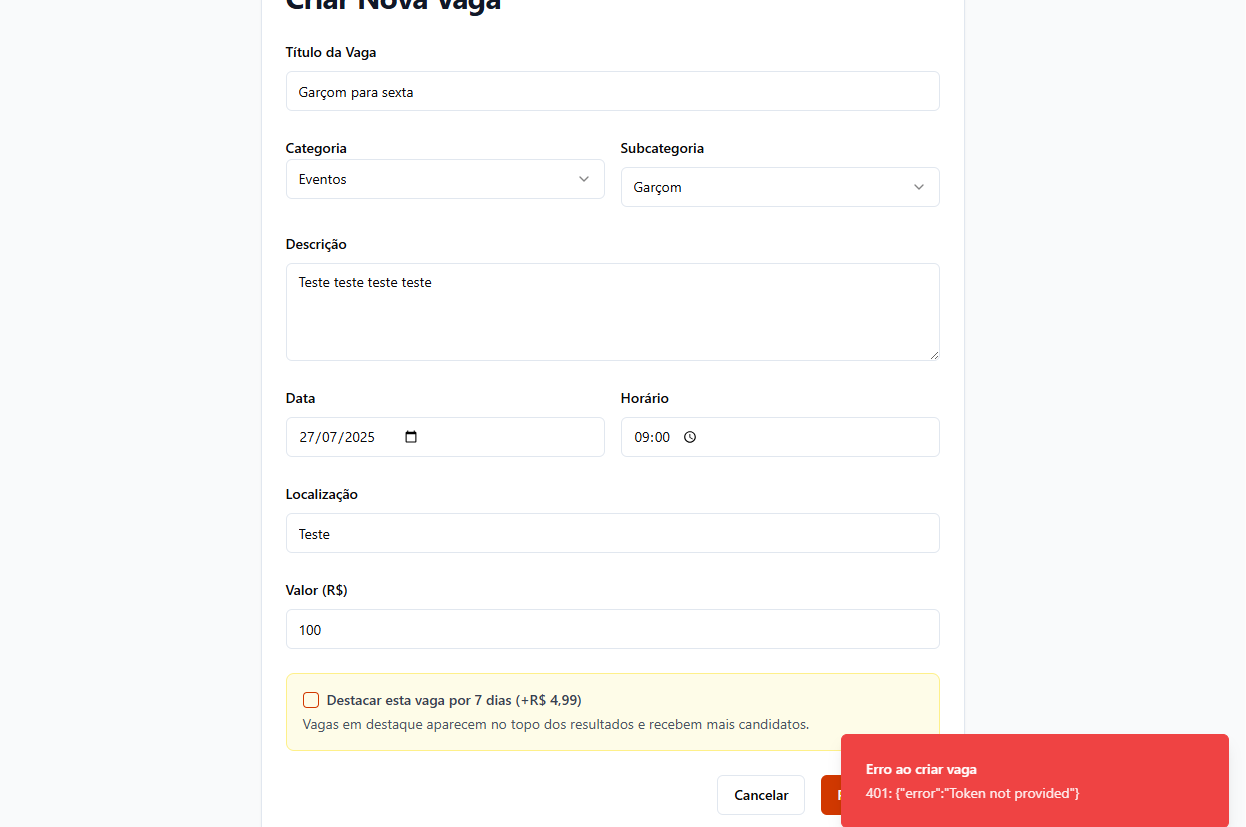 Criar Nova Vaga
Título da Vaga
Garçom para sexta
Categoria
Subcategoria
Eventos
Garçom
Descrição
Teste teste teste teste
Data
Horário
27/07/2025
09:00
Localização
Teste
Valor (R$)
100
Destacar esta vaga por 7 dias (+R$ 4,99)
Vagas em destaque aparecem no topo dos resultados e recebem mais candidatos.
Cancelar
Erro ao criar vaga
401: {"error":"Token not provided"}